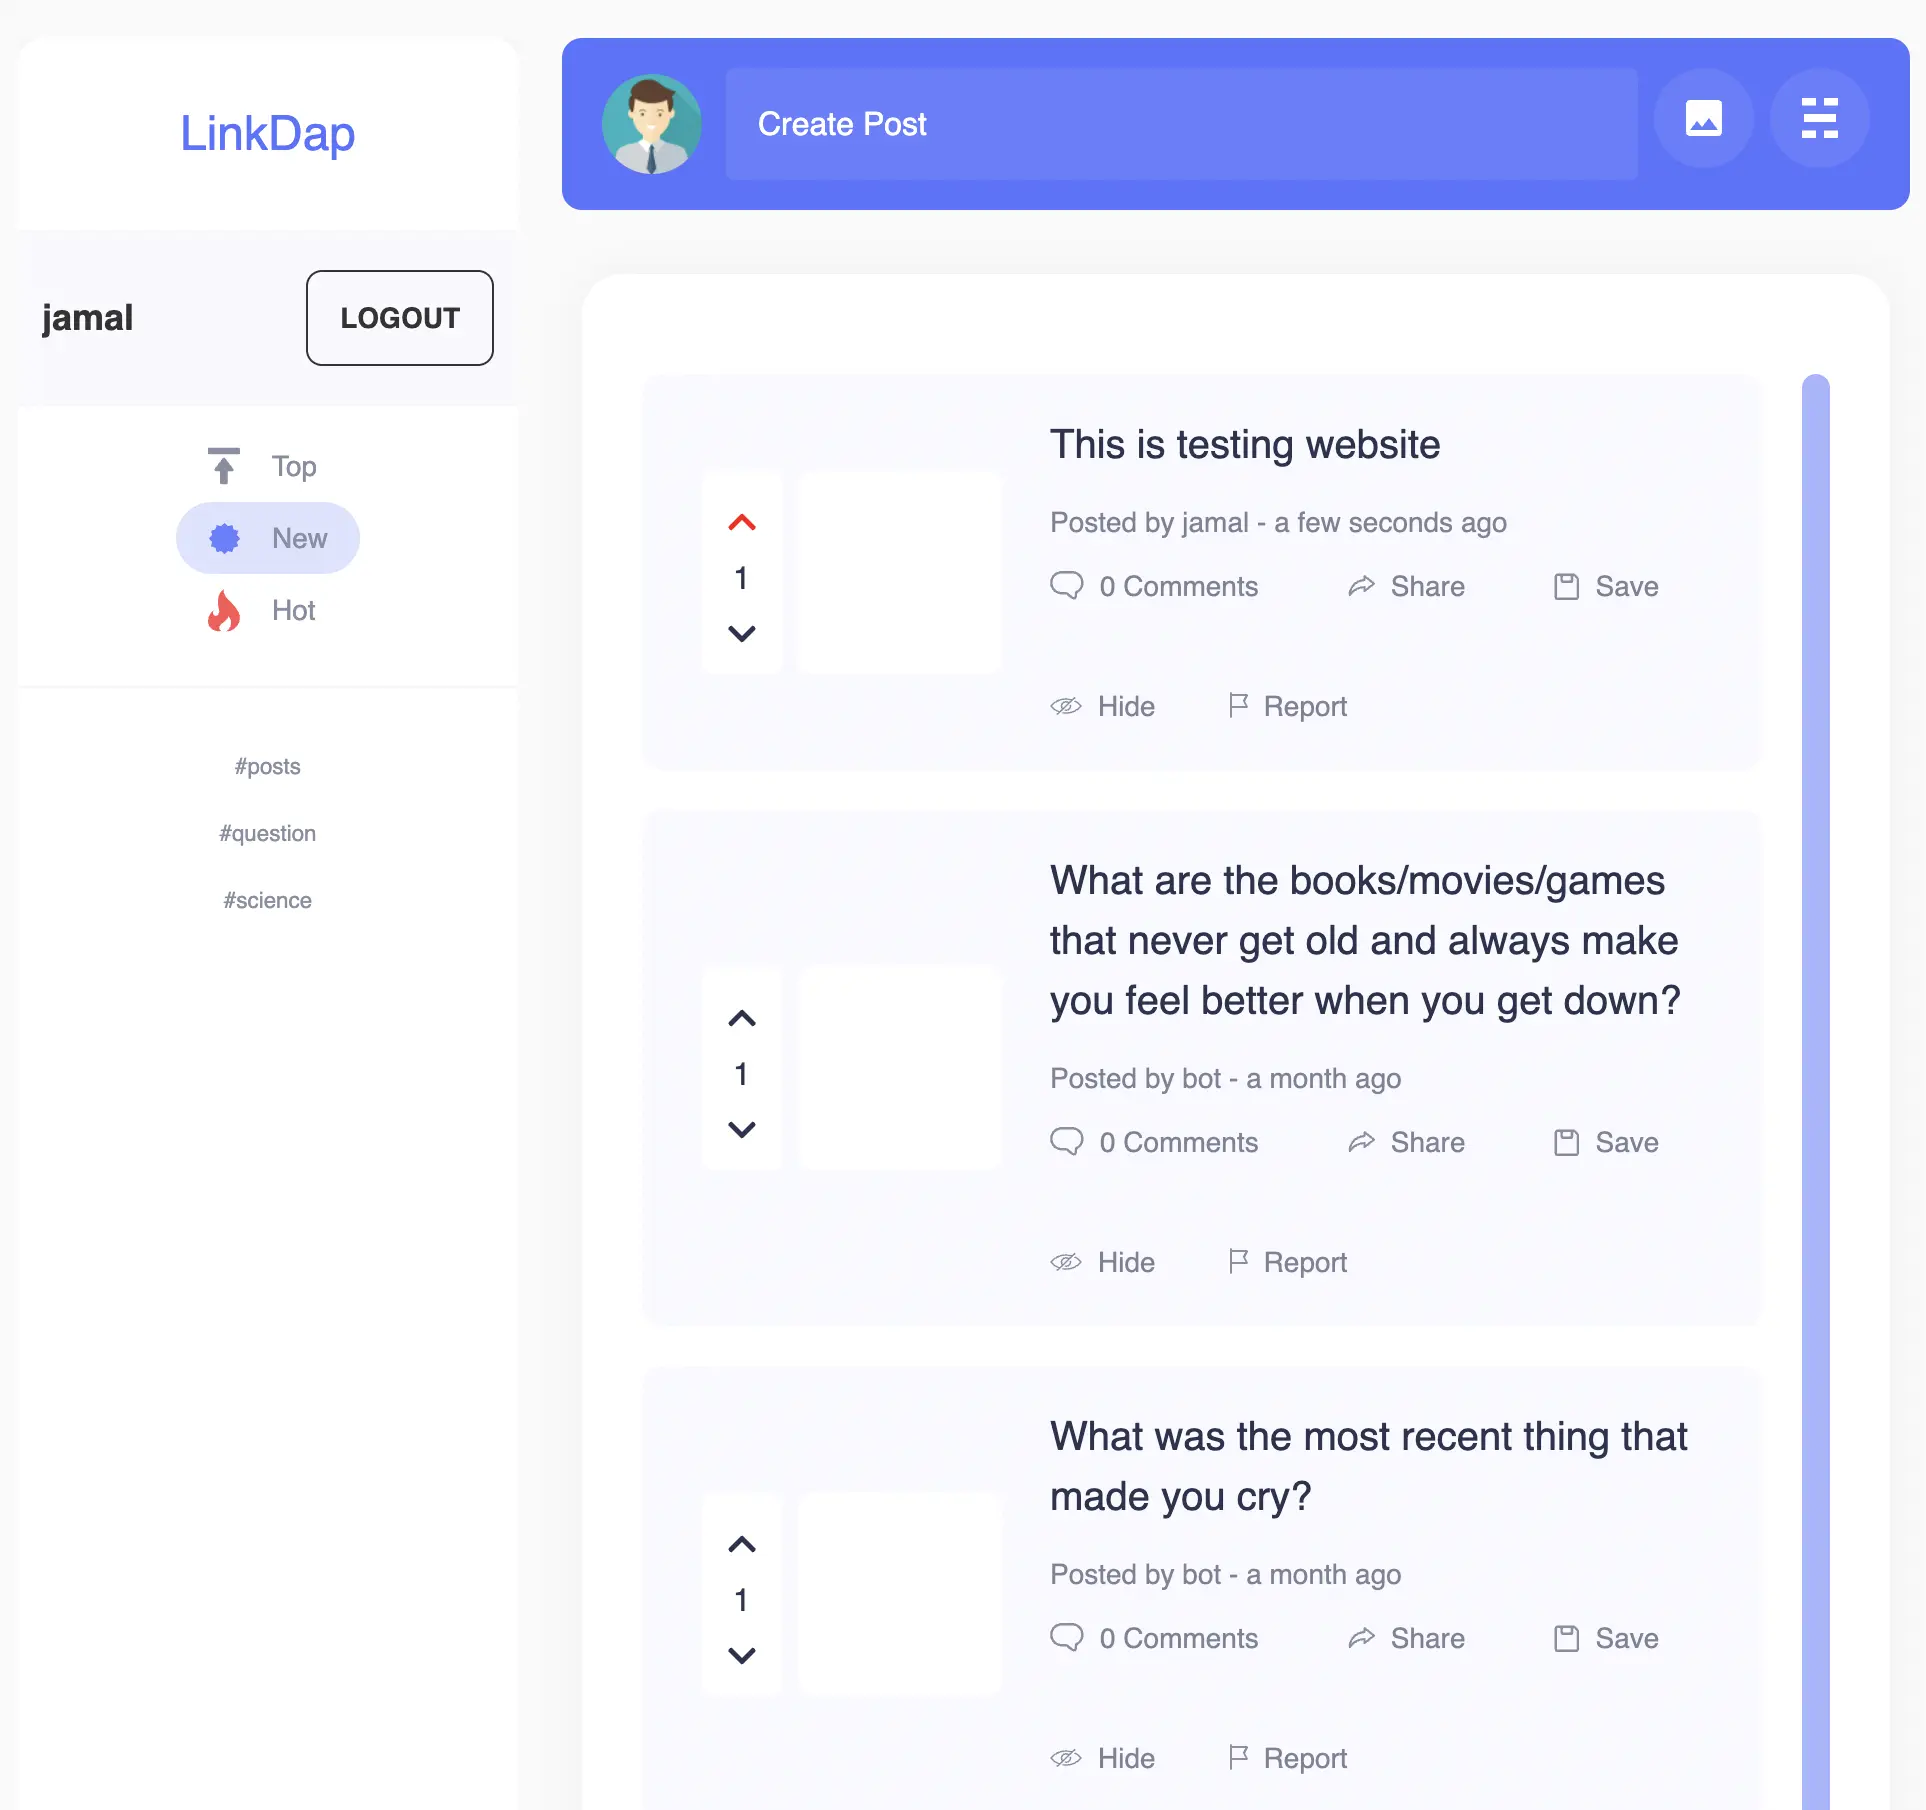 LinkDap
jamal
LOGOUT
Top
New
Hot
#posts
#question
#science
Create Post
This is testing website
Posted by jamal - a few seconds ago
1
0 Comments
Share
Save
Hide
Report
What are the books/movies/games
that never get old and always make
you feel better when you get down?
Posted by bot - a month ago
1
0 Comments
Share
Save
Hide
Report
What was the most recent thing that
made you cry?
Posted by bot - a month ago
1
0 Comments
Share
Save
Hide
Report